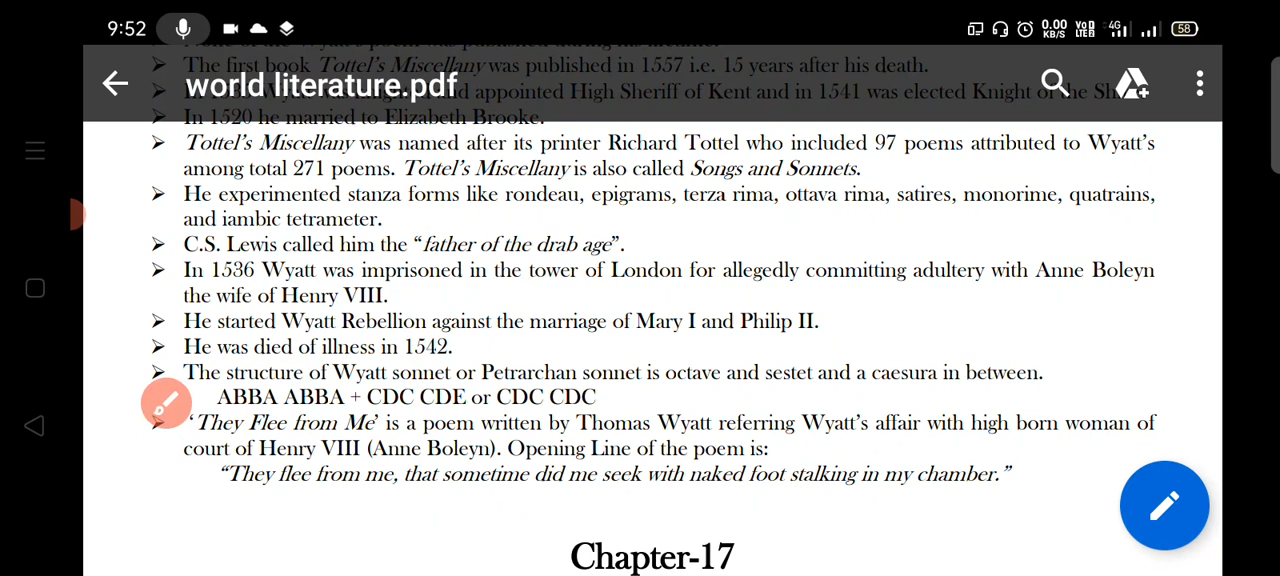 9:52
0.00 KB/S VoD LTE 4G 58
The first book Tottel's Miscellany was published in 1557 i.e. 15 years after his death.
world literature.pdf
appointed High Sheriff of Kent and in 1541 was elected Knight of the
In 1520 he married to Elizabeth Brooke.
➢ Tottel's Miscellany was named after its printer Richard Tottel who included 97 poems attributed to Wyatt's
among total 271 poems. Tottel's Miscellany is also called Songs and Sonnets.
➢ He experimented stanza forms like rondeau, epigrams, terza rima, ottava rima, satires, monorime, quatrains,
and iambic tetrameter.
➢ C.S. Lewis called him the “father of the drab age”.
➢ In 1536 Wyatt was imprisoned in the tower of London for allegedly committing adultery with Anne Boleyn
the wife of Henry VIII.
➢ He started Wyatt Rebellion against the marriage of Mary I and Philip II.
➢ He was died of illness in 1542.
➢ The structure of Wyatt sonnet or Petrarchan sonnet is octave and sestet and a caesura in between.
ABBA ABBA + CDC CDE or CDC CDC
➢ ‘They Flee from Me’ is a poem written by Thomas Wyatt referring Wyatt's affair with high born woman of
court of Henry VIII (Anne Boleyn). Opening Line of the poem is:
“They flee from me, that sometime did me seek with naked foot stalking in my chamber.”
Chapter-17